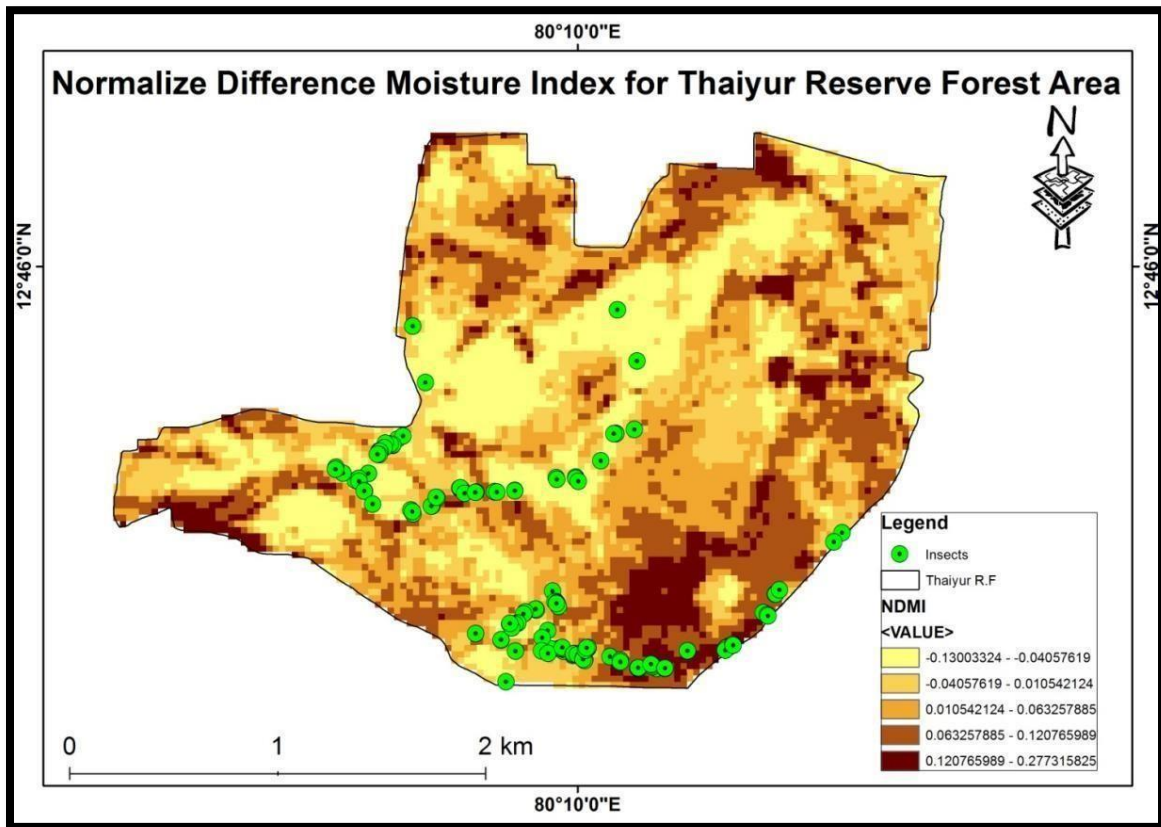 80°10'0"E
Normalize Difference Moisture Index for Thaiyur Reserve Forest Area
N
12°46'0"N
12°46'0"N
Legend
Insects
Thaiyur R.F
NDMI
<VALUE>
-0.13003324 - -0.04057619
-0.04057619 - 0.010542124
0.010542124 - 0.063257885
0.063257885 - 0.120765989
0.120765989 - 0.277315825
0 1 2 km
80°10'0"E